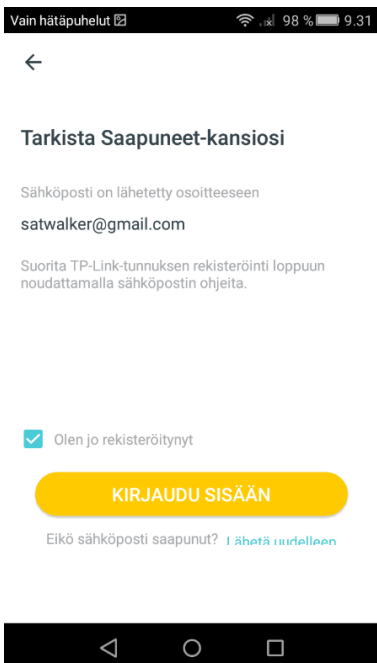 Vain hätäpuhelut 98 % 9.31
Tarkista Saapuneet-kansiosi
Sähköposti on lähetetty osoitteeseen
satwalker@gmail.com
Suorita TP-Link-tunnuksen rekisteröinti loppuun
noudattamalla sähköpostin ohjeita.
Olen jo rekisteröitynyt
KIRJAUDU SISÄÄN
Eikö sähköposti saapunut? Lähetä uudelleen